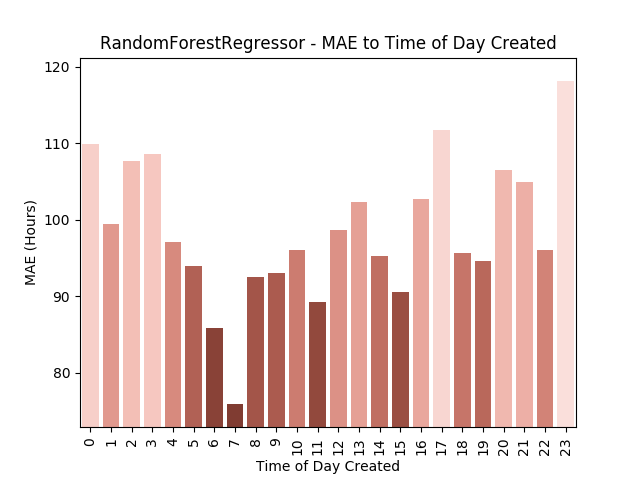 RandomForestRegressor - MAE to Time of Day Created
120
110
100
90
80
MAE (Hours)
0 1 2 3 4 5 6 7 8 9 10 11 12 13 14 15 16 17 18 19 20 21 22 23
Time of Day Created